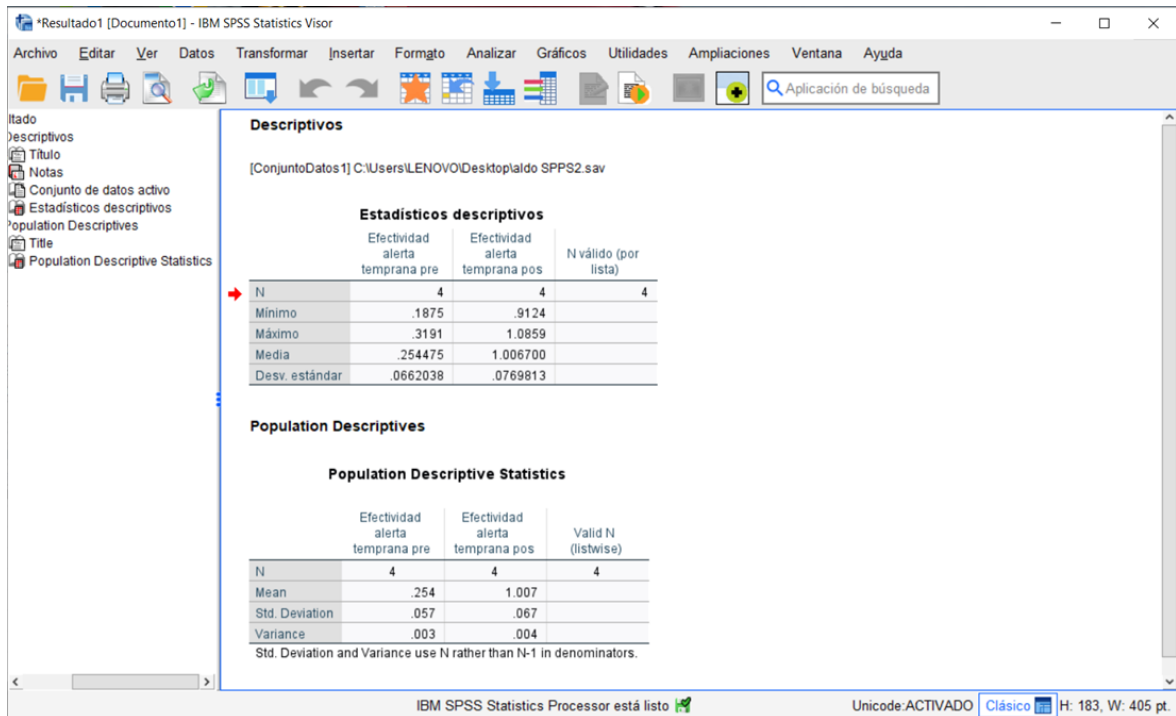 *Resultado1 [Documento1] - IBM SPSS Statistics Visor
Archivo Editar Ver Datos Transformar Insertar Formato Analizar Gráficos Utilidades Ampliaciones Ventana Ayuda
Aplicación de búsqueda
ltado
Descriptivos
Título
Notas
Conjunto de datos activo
Estadísticos descriptivos
Population Descriptives
Title
Population Descriptive Statistics
Descriptivos
[ConjuntoDatos1] C:\Users\LENOVO\Desktop\aldo SPPS2.sav
Estadísticos descriptivos
Efectividad alerta temprana pre Efectividad alerta temprana pos N válido (por lista)
N 4 4 4
Mínimo .1875 .9124
Máximo .3191 1.0859
Media .254475 1.006700
Desv. estándar .0662038 .0769813
Population Descriptives
Population Descriptive Statistics
Efectividad alerta temprana pre Efectividad alerta temprana pos Valid N (listwise)
N 4 4 4
Mean .254 1.007
Std. Deviation .057 .067
Variance .003 .004
Std. Deviation and Variance use N rather than N-1 in denominators.
IBM SPSS Statistics Processor está listo Unicode:ACTIVADO Clásico H: 183, W: 405 pt.